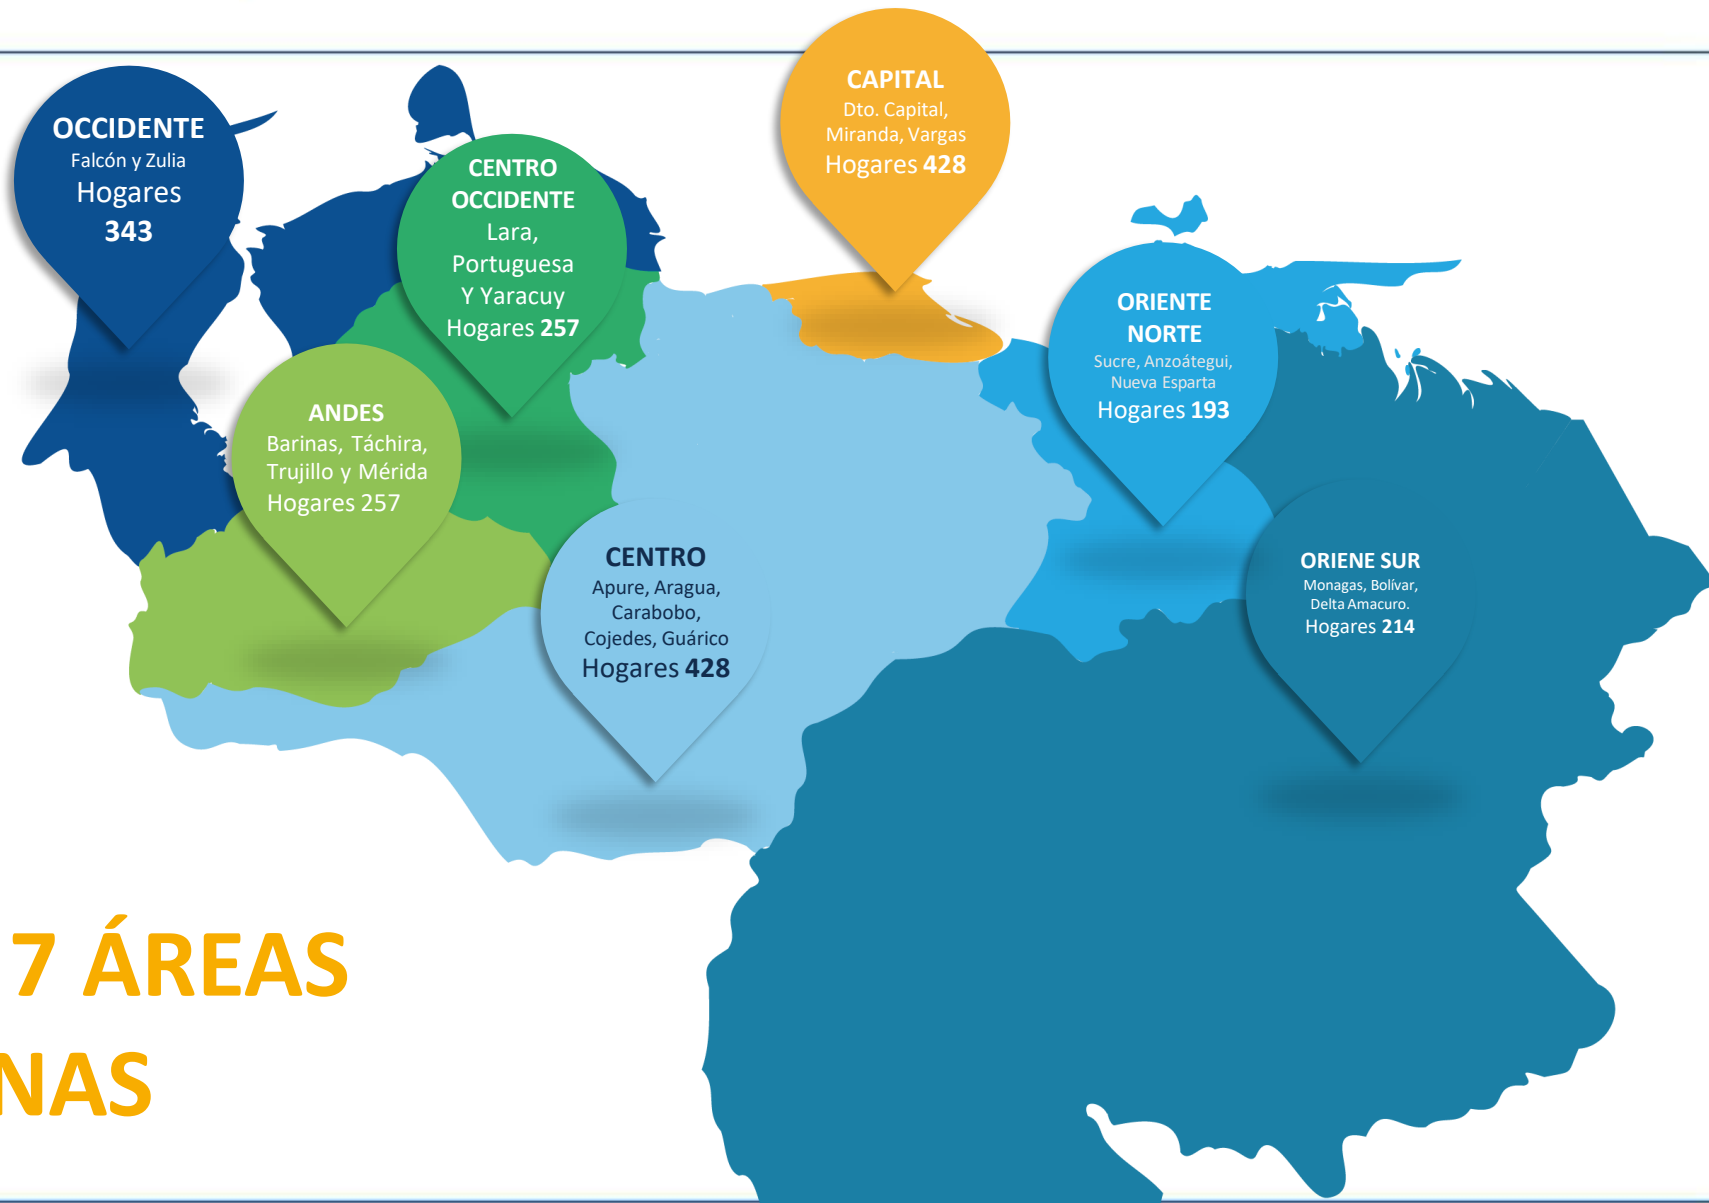 OCCIDENTE
Falcón y Zulia
Hogares
343
CENTRO
OCCIDENTE
Lara,
Portuguesa
Y Yaracuy
Hogares 257
CAPITAL
Dto. Capital,
Miranda, Vargas
Hogares 428
ORIENTE
NORTE
Sucre, Anzoátegui,
Nueva Esparta
Hogares 193
ANDES
Barinas, Táchira,
Trujillo y Mérida
Hogares 257
CENTRO
Apure, Aragua,
Carabobo,
Cojedes, Guárico
Hogares 428
ORIENE SUR
Monagas, Bolívar,
Delta Amacuro.
Hogares 214
7 ÁREAS
NAS